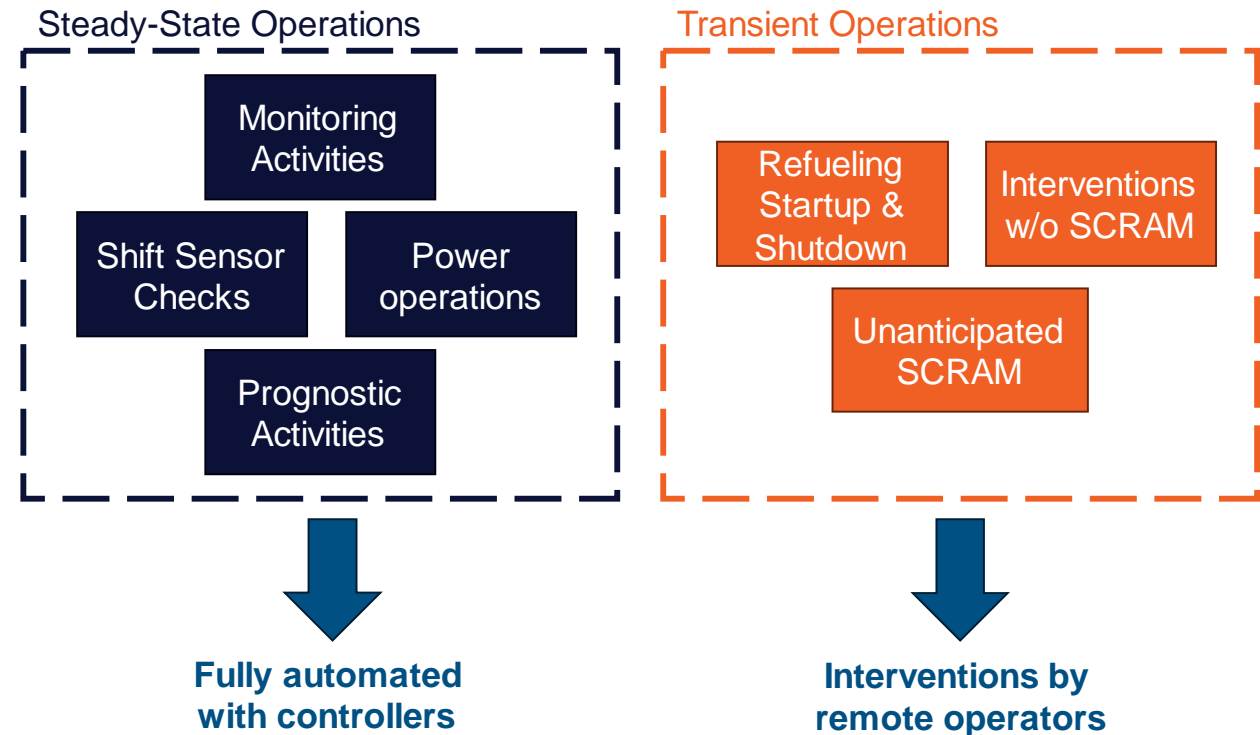 Steady-State Operations
Monitoring
Activities
Shift Sensor
Checks
Power
operations
Prognostic
Activities
Fully automated
with controllers
Transient Operations
Refueling
Startup &
Shutdown
Interventions
w/o SCRAM
Unanticipated
SCRAM
Interventions by
remote operators